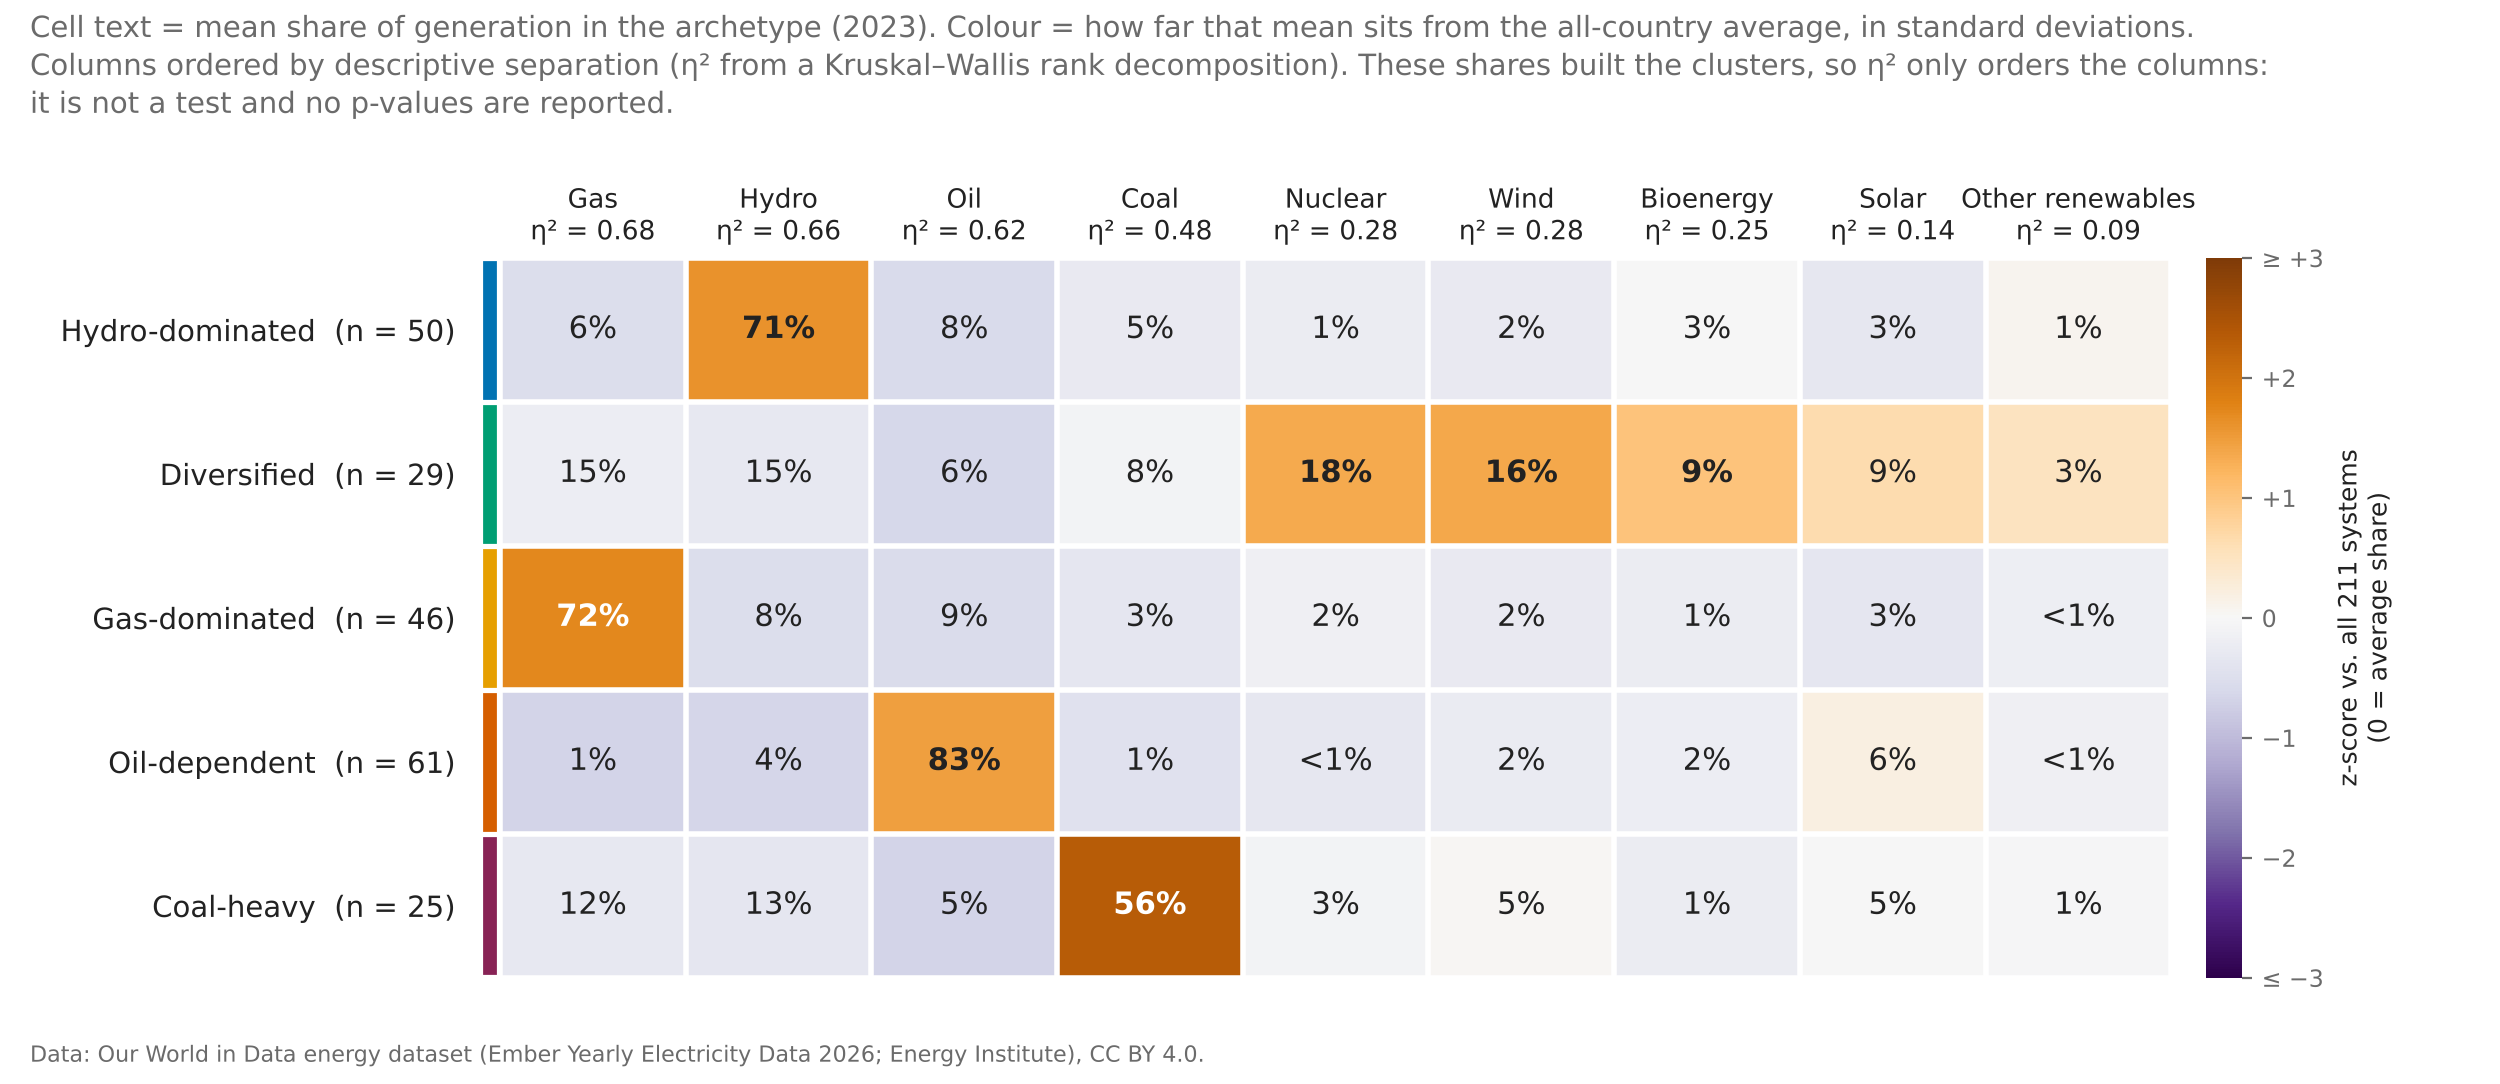 Cell text = mean share of generation in the archetype (2023). Colour = how far that mean sits from the all-country average, in standard deviations.
Columns ordered by descriptive separation (η² from a Kruskal–Wallis rank decomposition). These shares built the clusters, so η² only orders the columns:
it is not a test and no p-values are reported.
Gas Hydro Oil Coal Nuclear Wind Bioenergy Solar Other renewables
η² = 0.68 η² = 0.66 η² = 0.62 η² = 0.48 η² = 0.28 η² = 0.28 η² = 0.25 η² = 0.14 η² = 0.09
Hydro-dominated (n = 50) 6% 71% 8% 5% 1% 2% 3% 3% 1%
Diversified (n = 29) 15% 15% 6% 8% 18% 16% 9% 9% 3%
Gas-dominated (n = 46) 72% 8% 9% 3% 2% 2% 1% 3% <1%
Oil-dependent (n = 61) 1% 4% 83% 1% <1% 2% 2% 6% <1%
Coal-heavy (n = 25) 12% 13% 5% 56% 3% 5% 1% 5% 1%
≥ +3
+2
+1
0
−1
−2
≤ −3
z-score vs. all 211 systems
(0 = average share)
Data: Our World in Data energy dataset (Ember Yearly Electricity Data 2026; Energy Institute), CC BY 4.0.